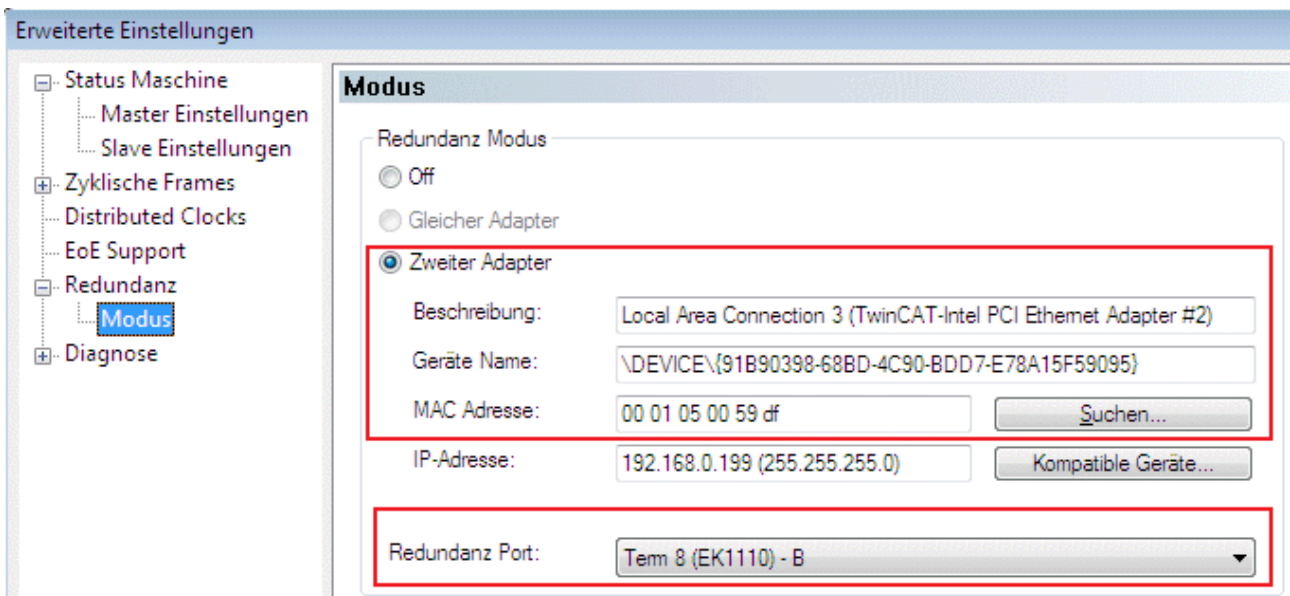 Erweiterte Einstellungen
Status Maschine
Master Einstellungen
Slave Einstellungen
Zyklische Frames
Distributed Clocks
EoE Support
Redundanz
Modus
Diagnose
Modus
Redundanz Modus
Off
Gleicher Adapter
Zweiter Adapter
Beschreibung: Local Area Connection 3 (TwinCAT-Intel PCI Ethernet Adapter #2)
Geräte Name: \DEVICE\{91B90398-68BD-4C90-BDD7-E78A15F59095}
MAC Adresse: 00 01 05 00 59 df Suchen...
IP-Adresse: 192.168.0.199 (255.255.255.0) Kompatible Geräte...
Redundanz Port: Term 8 (EK1110) - B